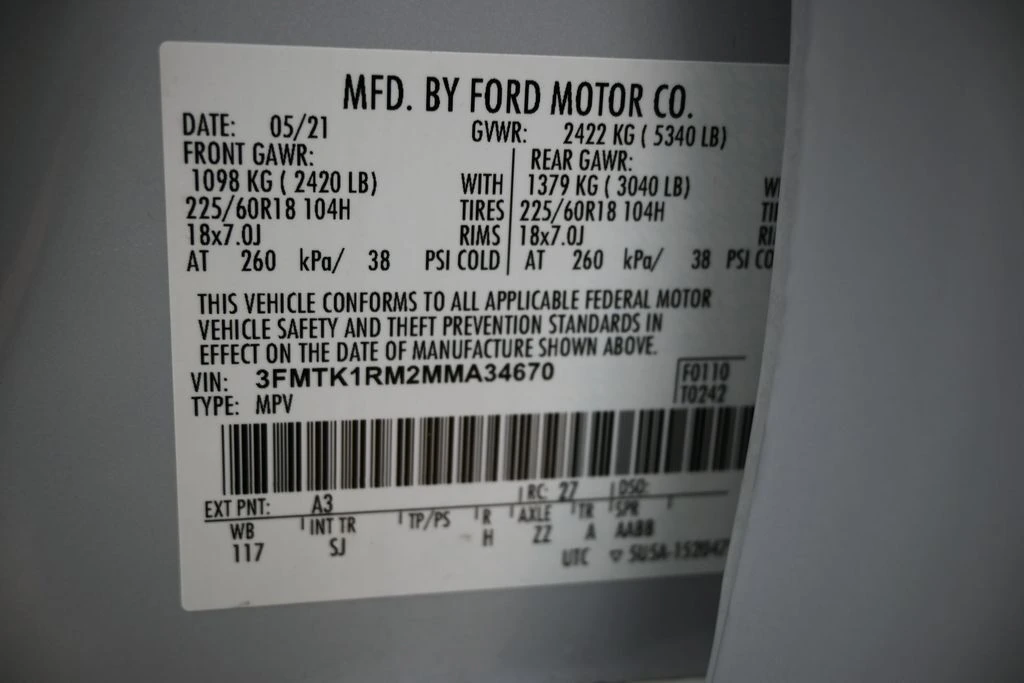 MFD. BY FORD MOTOR CO.
DATE: 05/21 GVWR: 2422 KG ( 5340 LB)
FRONT GAWR: REAR GAWR:
1098 KG ( 2420 LB) WITH 1379 KG ( 3040 LB)
225/60R18 104H TIRES 225/60R18 104H
18x7.0J RIMS 18x7.0J
AT 260 kPa/ 38 PSI COLD AT 260 kPa/ 38 PSI CO
THIS VEHICLE CONFORMS TO ALL APPLICABLE FEDERAL MOTOR
VEHICLE SAFETY AND THEFT PREVENTION STANDARDS IN
EFFECT ON THE DATE OF MANUFACTURE SHOWN ABOVE.
VIN: 3FMTK1RM2MMA34670 F0110
TYPE: MPV T0242
EXT PNT: A3 RC: 27 DSO:
WB INT TR TP/PS R AXLE TR SPR
117 SJ H ZZ A AABB
UTC